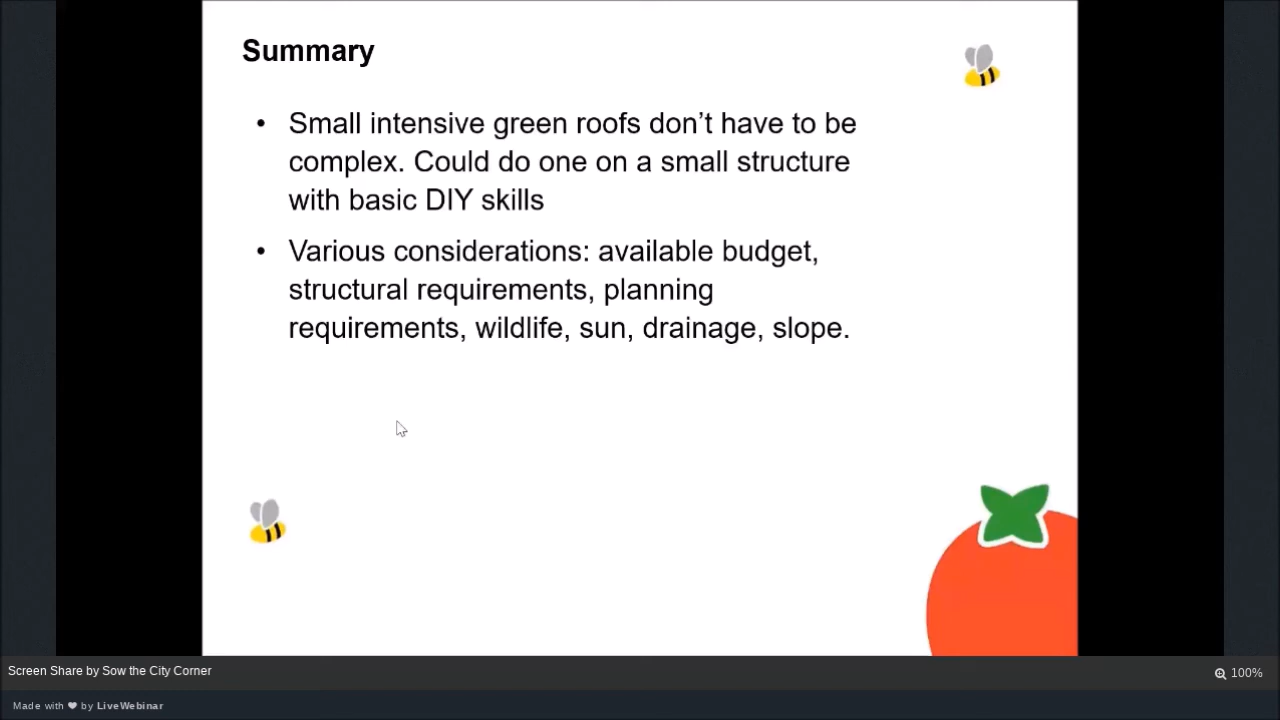 Summary
• Small intensive green roofs don’t have to be
complex. Could do one on a small structure
with basic DIY skills
• Various considerations: available budget,
structural requirements, planning
requirements, wildlife, sun, drainage, slope.
Screen Share by Sow the City Corner
100%
Made with ❤ by LiveWebinar